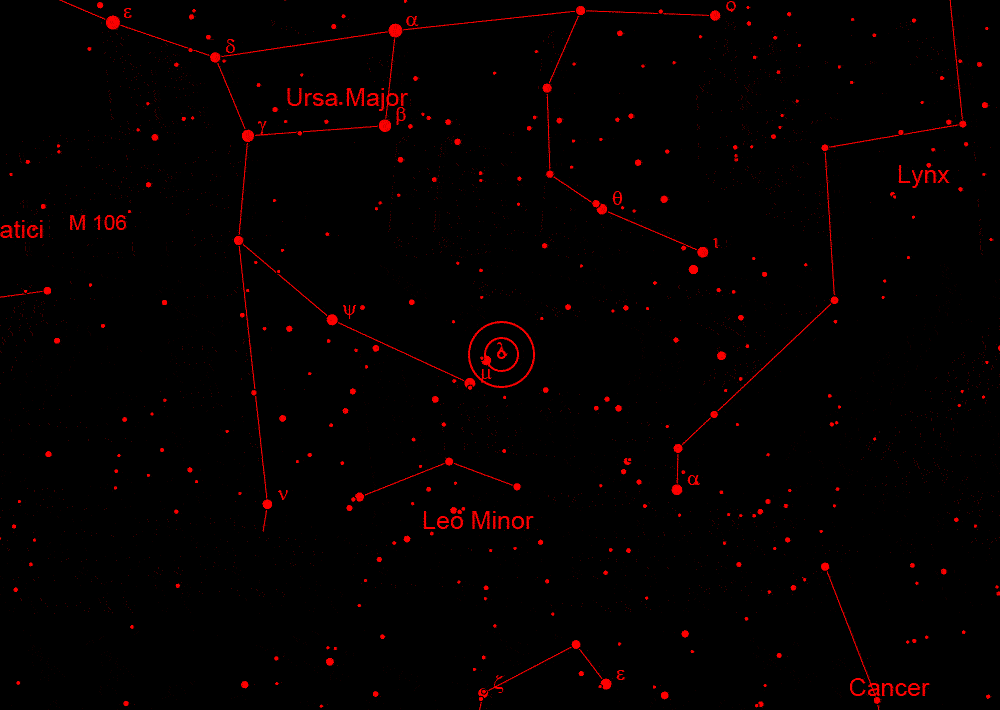 ε
δ
α
ο
Ursa Major
β
γ
Lynx
θ
M 106
atici
ι
ψ
λ
μ
α
ν
Leo Minor
ε
ζ
Cancer